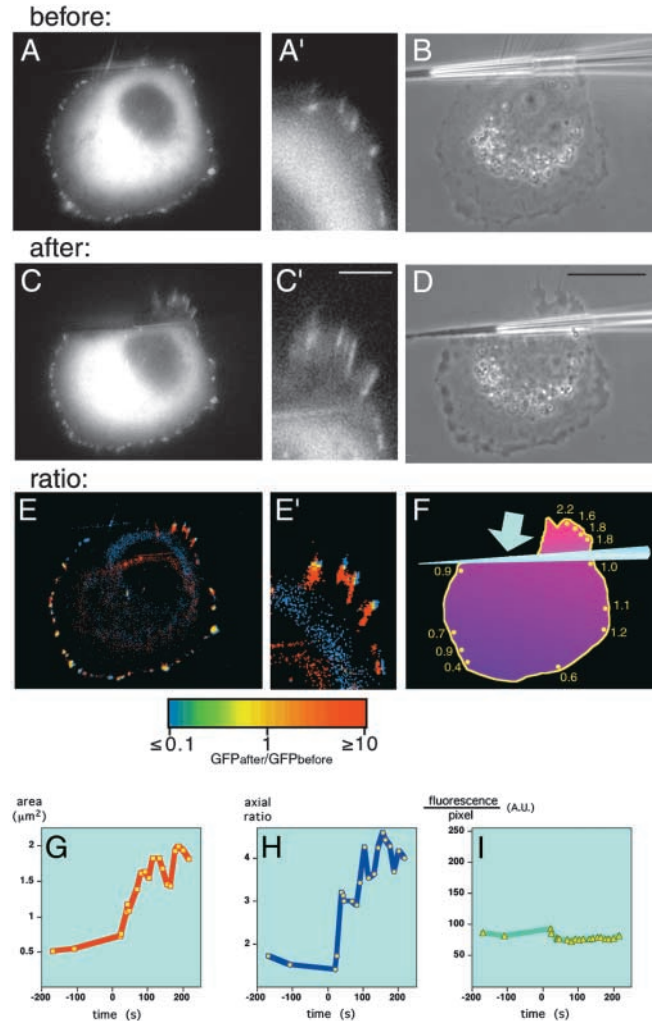 before:
A
A'
B
after:
C
C'
D
ratio:
E
E'
F
2.2
1.6
1.8
1.8
0.9
1.0
1.1
0.7
1.2
0.9
0.4
0.6
≤0.1 1 ≥10
GFPafter/GFPbefore
area
(μm²)
G
2
1
0.5
-200 -100 0 100 200
time (s)
axial
ratio
H
4
3
2
-200 -100 0 100 200
time (s)
fluorescence
pixel
(A.U.)
I
250
200
150
100
50
-200 -100 0 100 200
time (s)